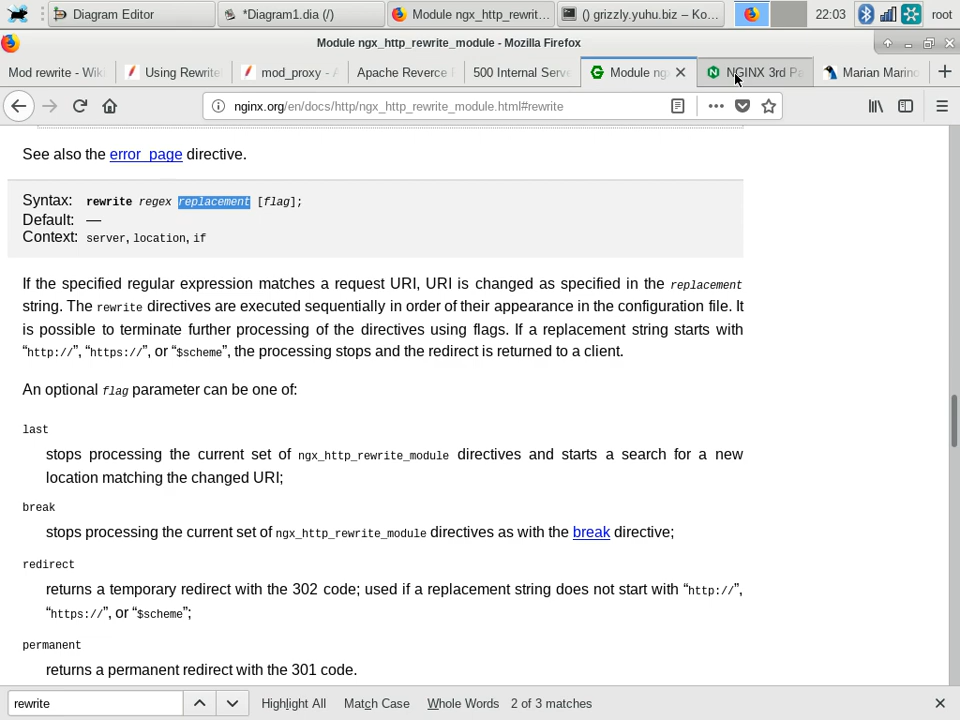 Diagram Editor
*Diagram1.dia (/)
Module ngx_http_rewrit...
() grizzly.yuhu.biz – Ko...
22:03
root
Module ngx_http_rewrite_module - Mozilla Firefox
Mod rewrite - Wiki
Using Rewrite
mod_proxy - A
Apache Reverce F
500 Internal Serve
Module ng
NGINX 3rd Pa
Marian Marino
nginx.org/en/docs/http/ngx_http_rewrite_module.html#rewrite
See also the error_page directive.
Syntax: rewrite regex replacement [flag];
Default: —
Context: server, location, if
If the specified regular expression matches a request URI, URI is changed as specified in the replacement
string. The rewrite directives are executed sequentially in order of their appearance in the configuration file. It
is possible to terminate further processing of the directives using flags. If a replacement string starts with
“http://”, “https://”, or “$scheme”, the processing stops and the redirect is returned to a client.
An optional flag parameter can be one of:
last
stops processing the current set of ngx_http_rewrite_module directives and starts a search for a new
location matching the changed URI;
break
stops processing the current set of ngx_http_rewrite_module directives as with the break directive;
redirect
returns a temporary redirect with the 302 code; used if a replacement string does not start with “http://”,
“https://”, or “$scheme”;
permanent
returns a permanent redirect with the 301 code.
rewrite
Highlight All
Match Case
Whole Words
2 of 3 matches